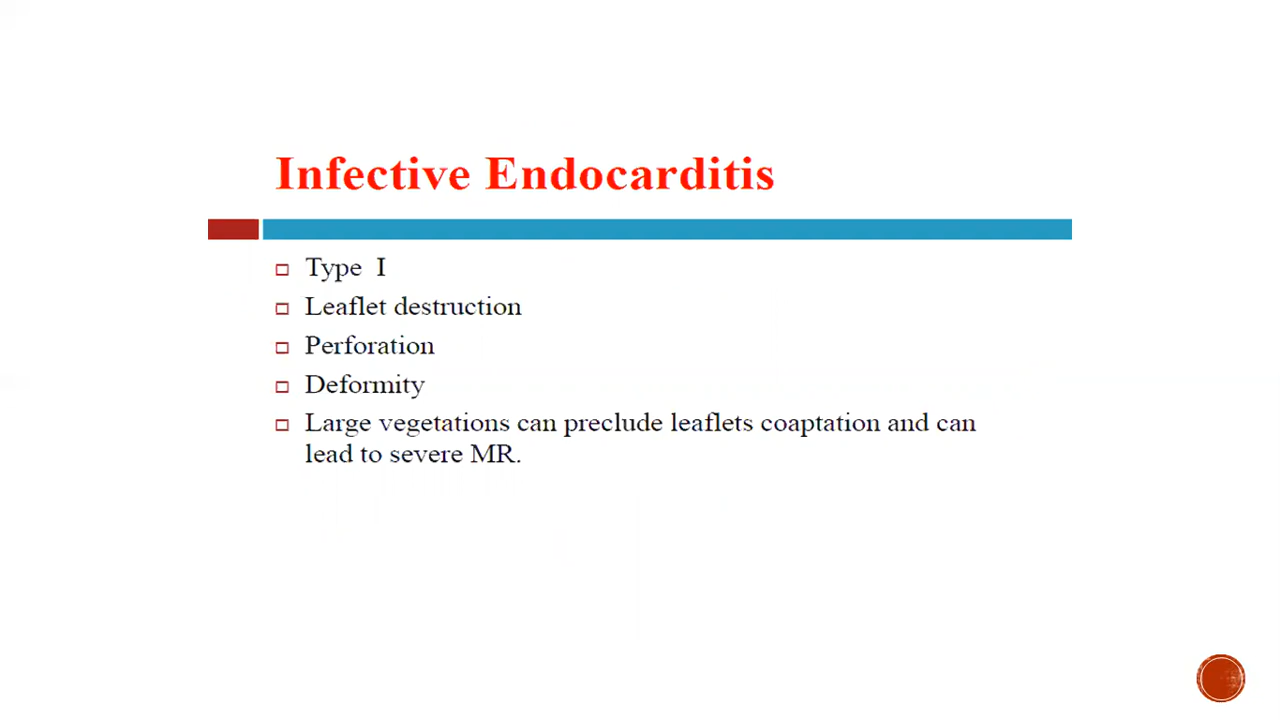 Infective Endocarditis
Type I
Leaflet destruction
Perforation
Deformity
Large vegetations can preclude leaflets coaptation and can
lead to severe MR.